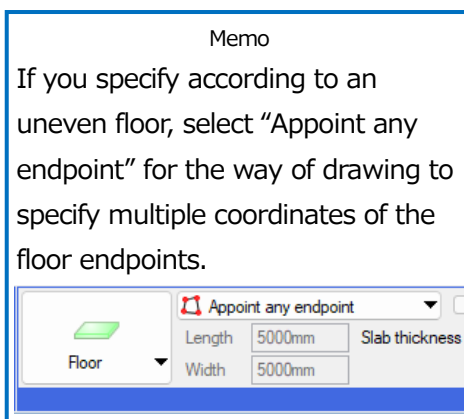 Memo
If you specify according to an
uneven floor, select “Appoint any
endpoint” for the way of drawing to
specify multiple coordinates of the
floor endpoints.
Appoint any endpoint
Length 5000mm Slab thickness
Floor
Width 5000mm